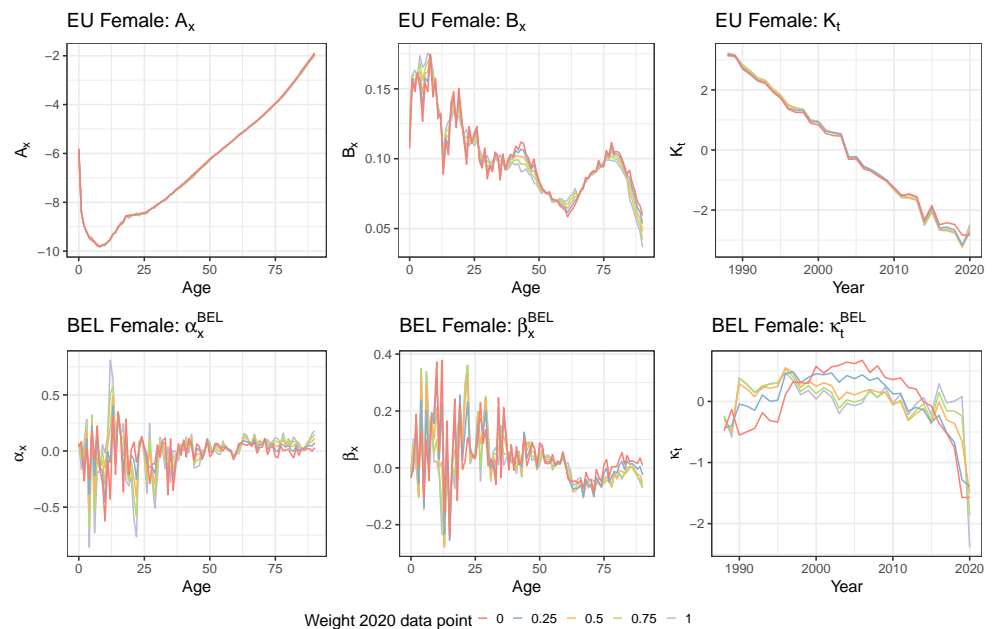 EU Female: Aₓ
EU Female: Bₓ
EU Female: Kₜ
Aₓ
−2
−4
−6
−8
−10
0 25 50 75
Age
Bₓ
0.15
0.10
0.05
0 25 50 75
Age
Kₜ
2
0
−2
1990 2000 2010 2020
Year
BEL Female: αₓᴮᴱᴸ
BEL Female: βₓᴮᴱᴸ
BEL Female: κₜᴮᴱᴸ
αₓ
0.5
0.0
−0.5
0 25 50 75
Age
βₓ
0.4
0.2
0.0
−0.2
0 25 50 75
Age
κₜ
0
−1
−2
1990 2000 2010 2020
Year
Weight 2020 data point 0 0.25 0.5 0.75 1